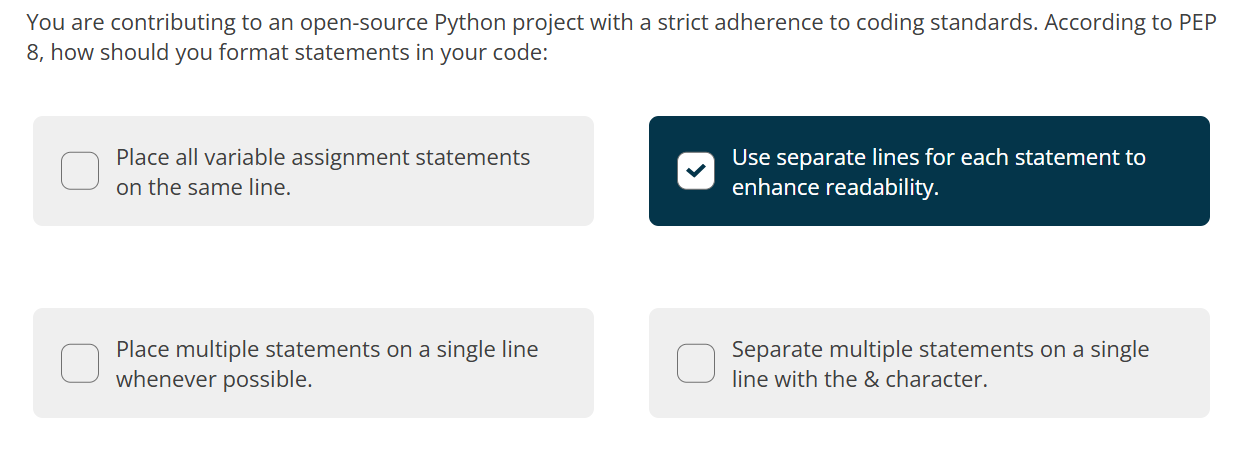 You are contributing to an open-source Python project with a strict adherence to coding standards. According to PEP
8, how should you format statements in your code:
Place all variable assignment statements
on the same line.
Use separate lines for each statement to
enhance readability.
Place multiple statements on a single line
whenever possible.
Separate multiple statements on a single
line with the & character.